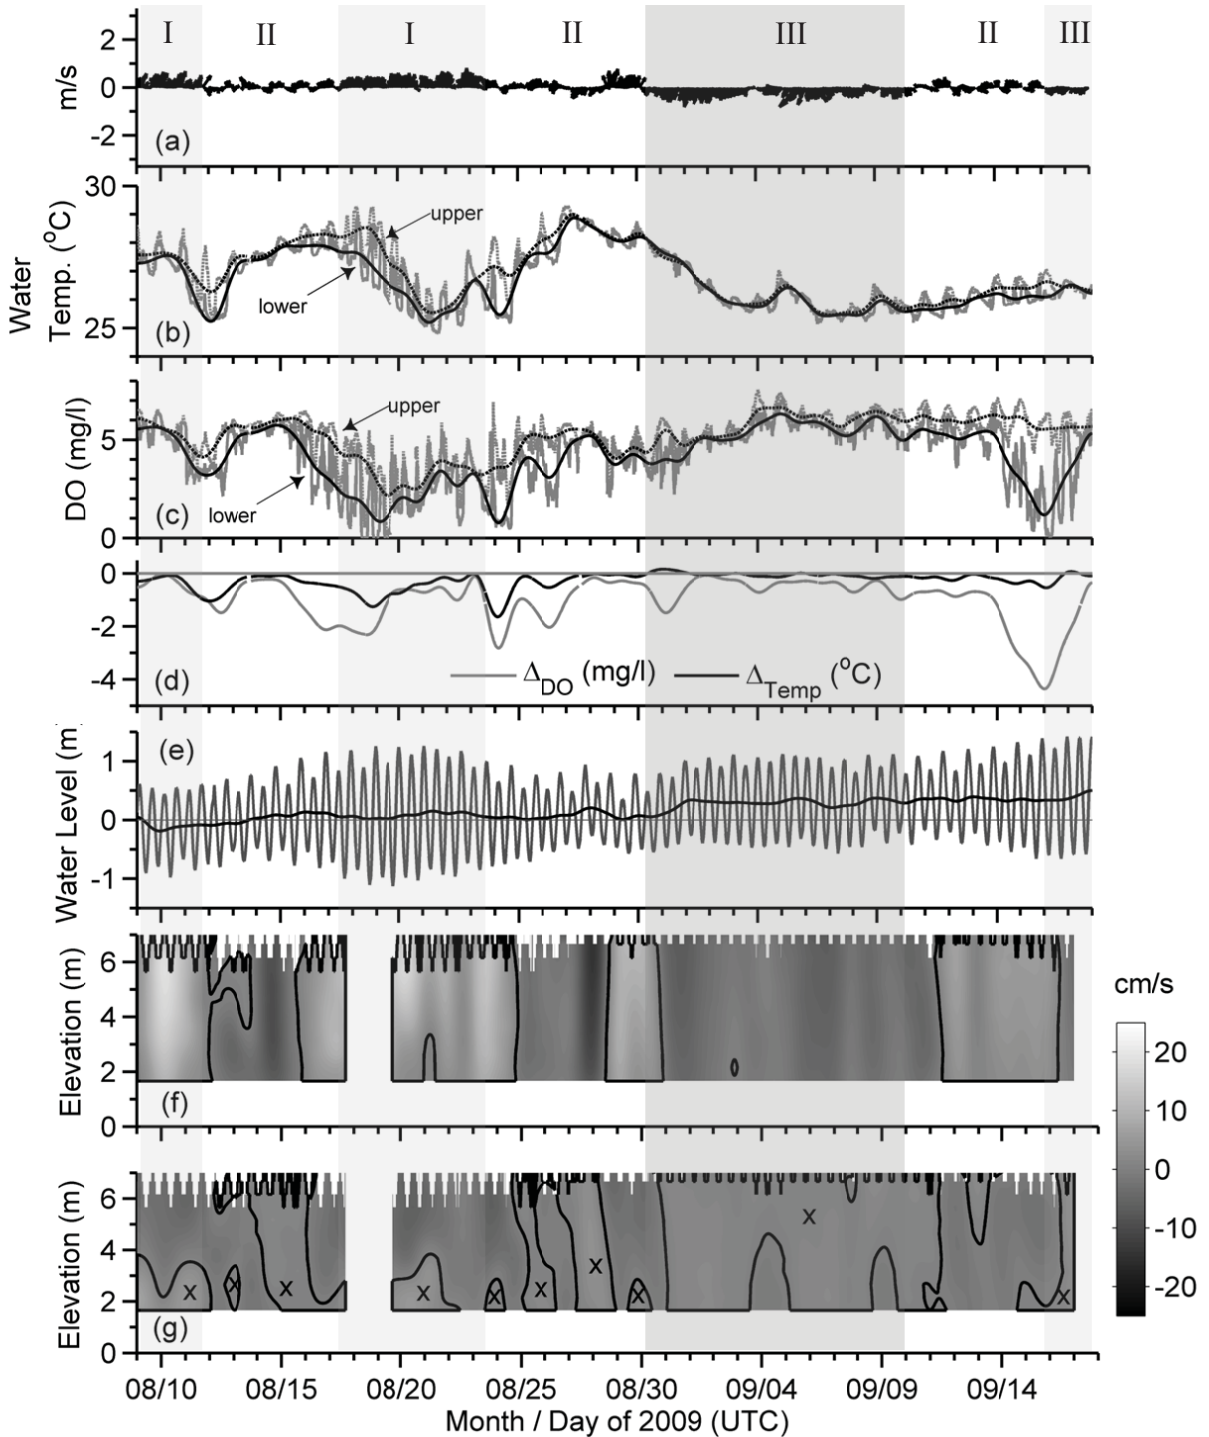 I II I II III II III
2
0
-2
m/s
(a)
30
25
Water
Temp. (°C)
upper
lower
(b)
5
0
DO (mg/l)
upper
lower
(c)
0
-2
-4
(d)
Δ_DO (mg/l) Δ_Temp (°C)
1
0
-1
Water Level (m
(e)
6
4
2
0
Elevation (m)
(f)
cm/s
20
10
0
-10
-20
6
4
2
0
Elevation (m)
x x x x x x x x x x
(g)
08/10 08/15 08/20 08/25 08/30 09/04 09/09 09/14
Month / Day of 2009 (UTC)